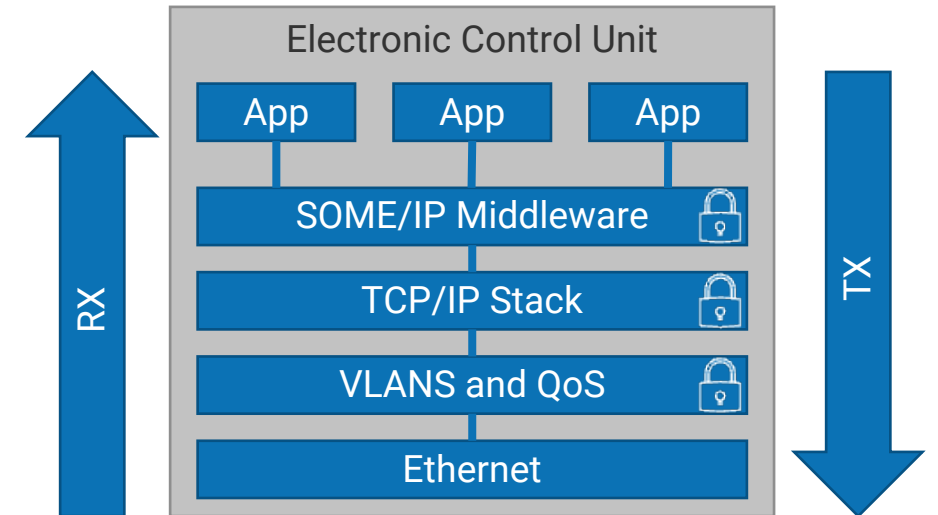 Electronic Control Unit
App
App
App
SOME/IP Middleware
TCP/IP Stack
VLANS and QoS
Ethernet
RX
TX